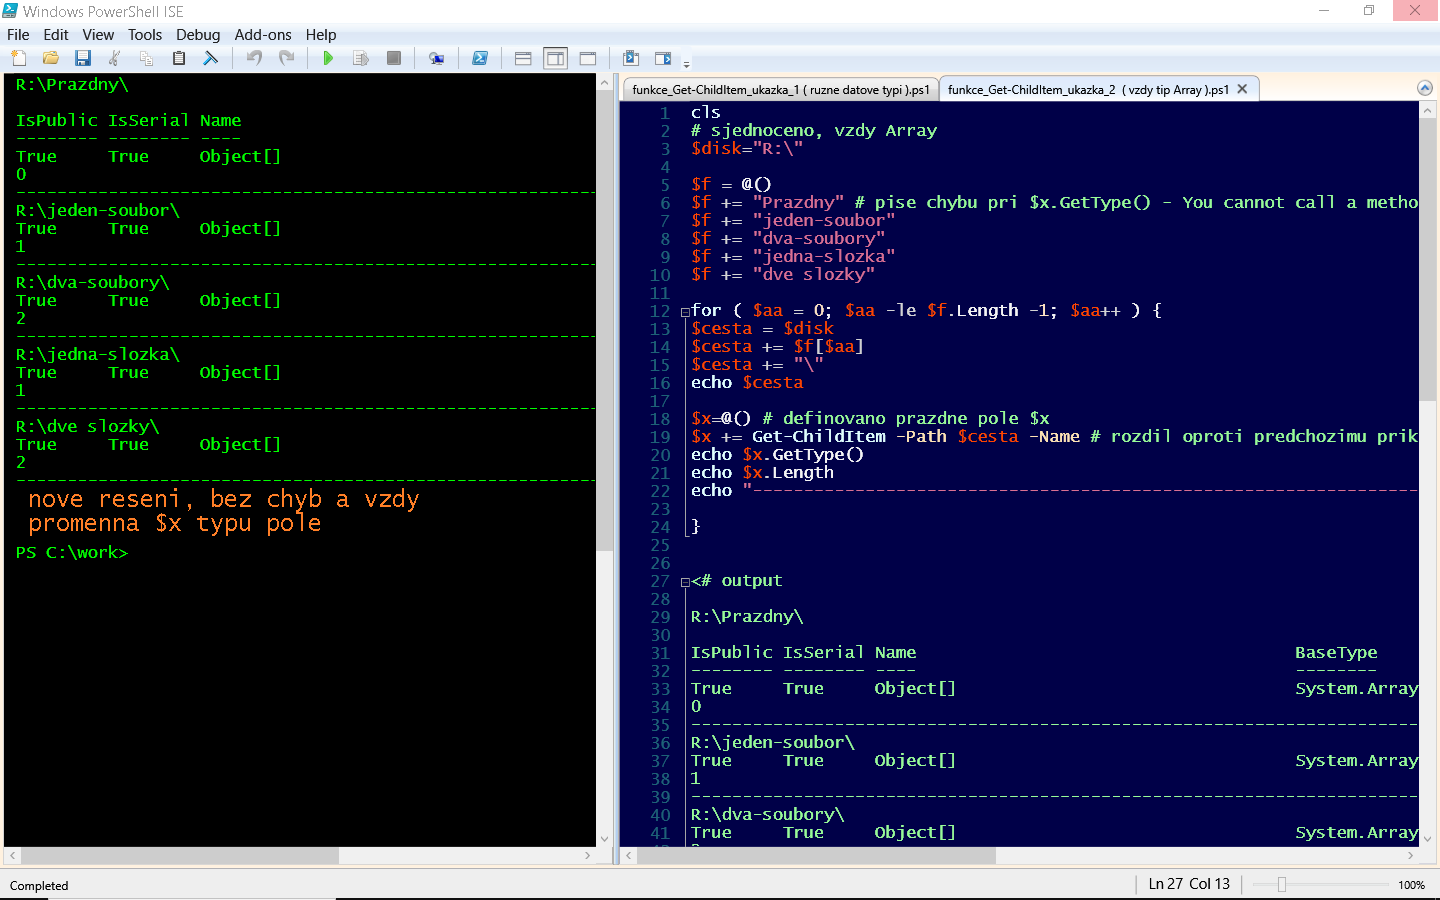 Windows PowerShell ISE
File Edit View Tools Debug Add-ons Help
R:\Prazdny\
IsPublic IsSerial Name
-------- -------- ----
True     True     Object[]
0
---------------------------------------------------------
R:\jeden-soubor\
True     True     Object[]
1
---------------------------------------------------------
R:\dva-soubory\
True     True     Object[]
2
---------------------------------------------------------
R:\jedna-slozka\
True     True     Object[]
1
---------------------------------------------------------
R:\dve slozky\
True     True     Object[]
2
---------------------------------------------------------
nove reseni, bez chyb a vzdy
promenna $x typu pole
PS C:\work>
funkce_Get-ChildItem_ukazka_1 ( ruzne datove typi ).ps1
funkce_Get-ChildItem_ukazka_2 ( vzdy tip Array ).ps1
1 cls
2 # sjednoceno, vzdy Array
3 $disk="R:\"
4
5 $f = @()
6 $f += "Prazdny" # pise chybu pri $x.GetType() - You cannot call a metho
7 $f += "jeden-soubor"
8 $f += "dva-soubory"
9 $f += "jedna-slozka"
10 $f += "dve slozky"
11
12 for ( $aa = 0; $aa -le $f.Length -1; $aa++ ) {
13 $cesta = $disk
14 $cesta += $f[$aa]
15 $cesta += "\"
16 echo $cesta
17
18 $x=@() # definovano prazdne pole $x
19 $x += Get-ChildItem -Path $cesta -Name # rozdil oproti predchozimu prik
20 echo $x.GetType()
21 echo $x.Length
22 echo "-----------------------------------------------------------------
23
24 }
25
26
27 <# output
28
29 R:\Prazdny\
30
31 IsPublic IsSerial Name                                     BaseType
32 -------- -------- ----                                     --------
33 True     True     Object[]                                 System.Array
34 0
35 -----------------------------------------------------------------------
36 R:\jeden-soubor\
37 True     True     Object[]                                 System.Array
38 1
39 -----------------------------------------------------------------------
40 R:\dva-soubory\
41 True     True     Object[]                                 System.Array
Completed
Ln 27 Col 13
100%